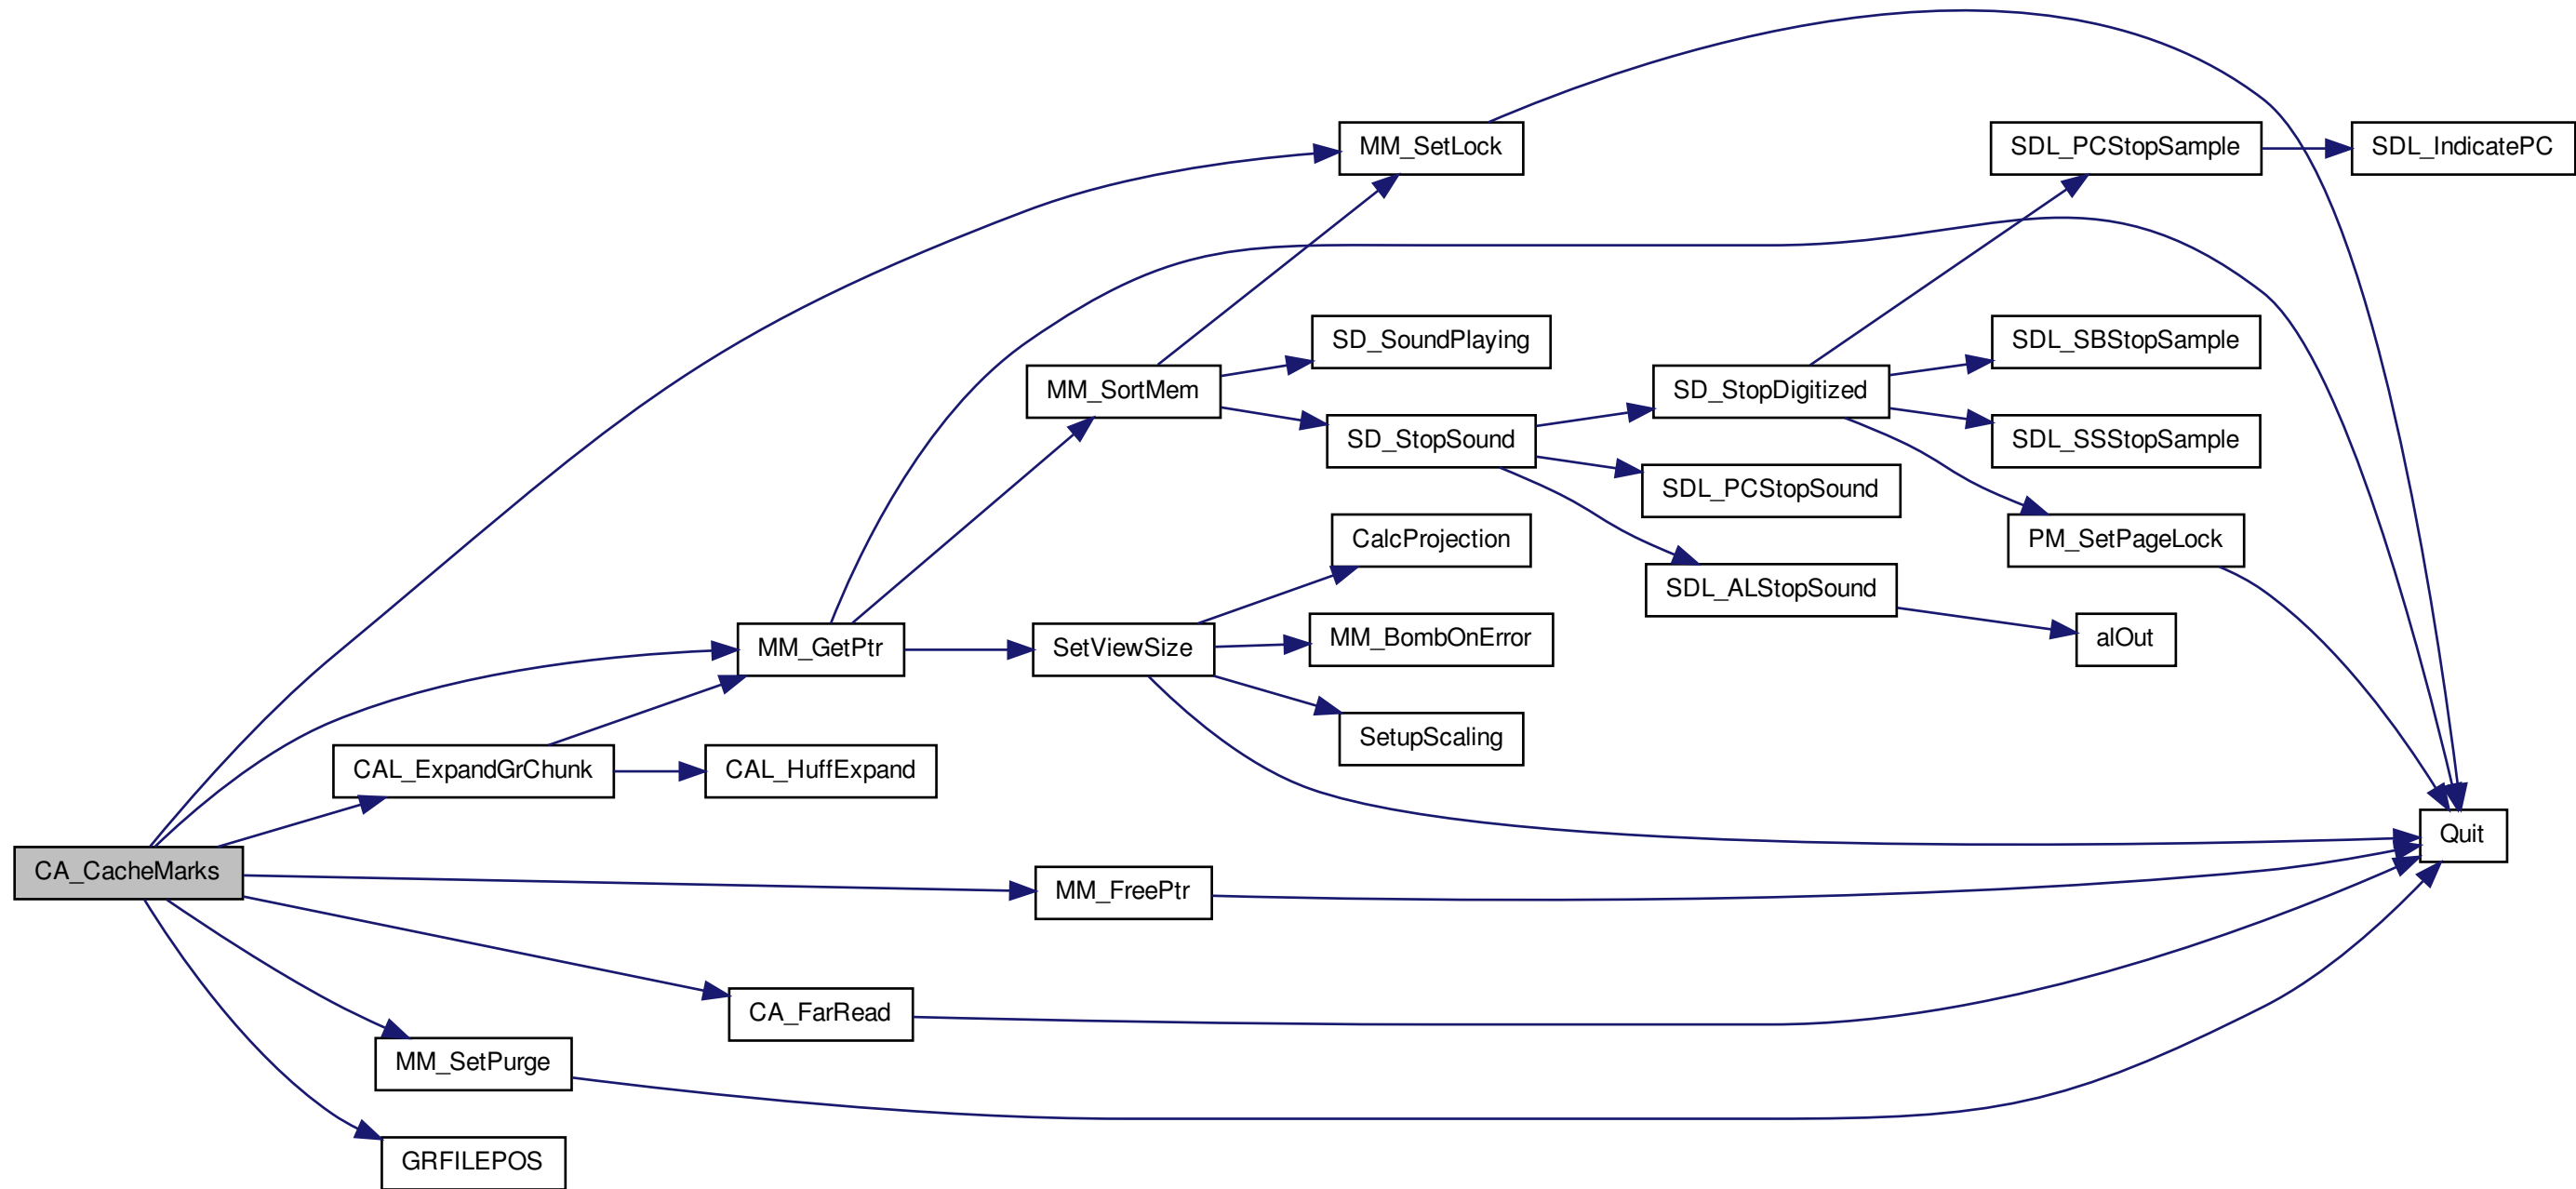 MM_SetLock
SDL_PCStopSample
SDL_IndicatePC
SD_SoundPlaying
SDL_SBStopSample
MM_SortMem
SD_StopDigitized
SD_StopSound
SDL_SSStopSample
SDL_PCStopSound
CalcProjection
PM_SetPageLock
SDL_ALStopSound
MM_GetPtr
SetViewSize
MM_BombOnError
alOut
SetupScaling
CAL_ExpandGrChunk
CAL_HuffExpand
Quit
CA_CacheMarks
MM_FreePtr
CA_FarRead
MM_SetPurge
GRFILEPOS